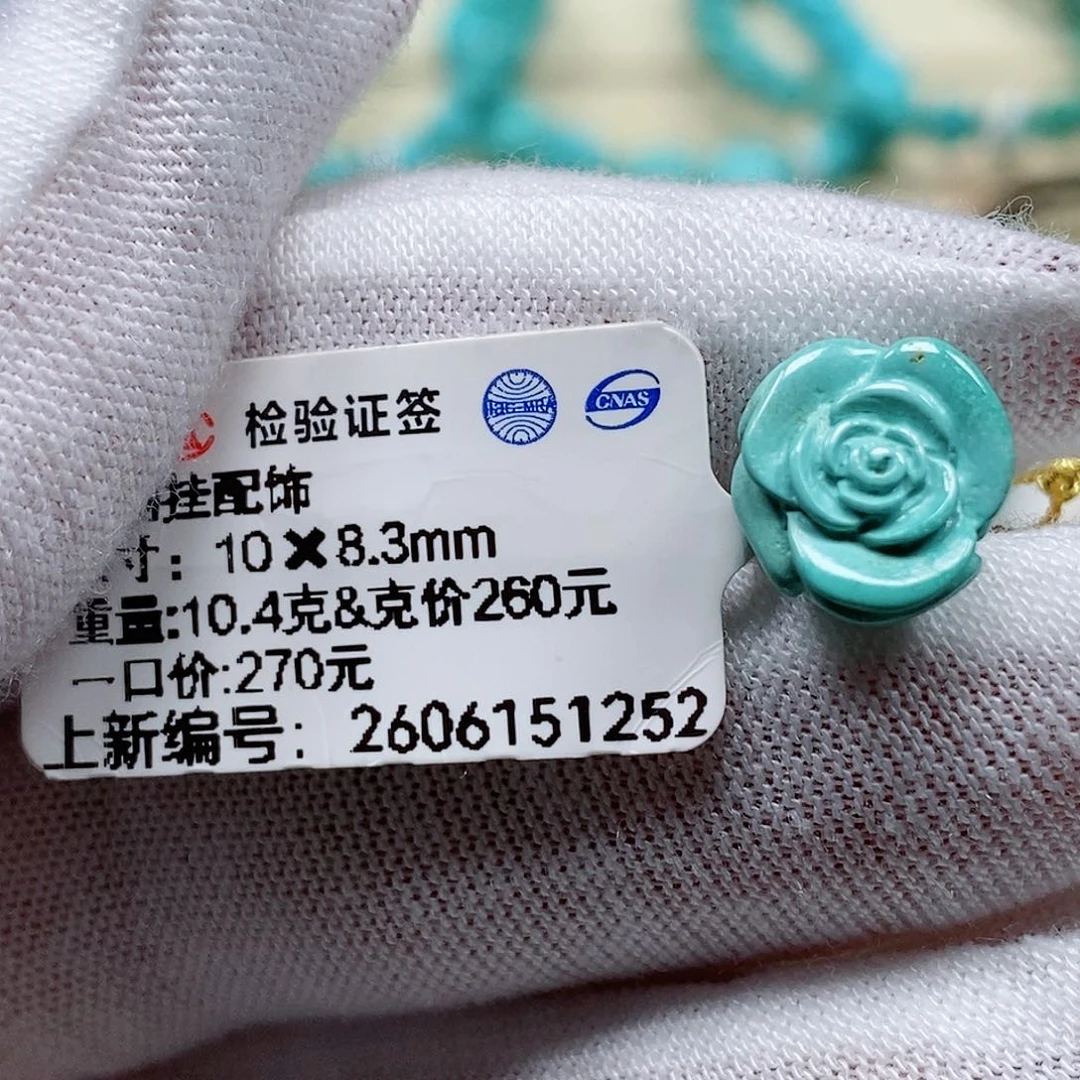 检验证签
CNAS
挂配饰
寸：10×8.3mm
重量:10.4克&克价260元
一口价:270元
上新编号：2606151252